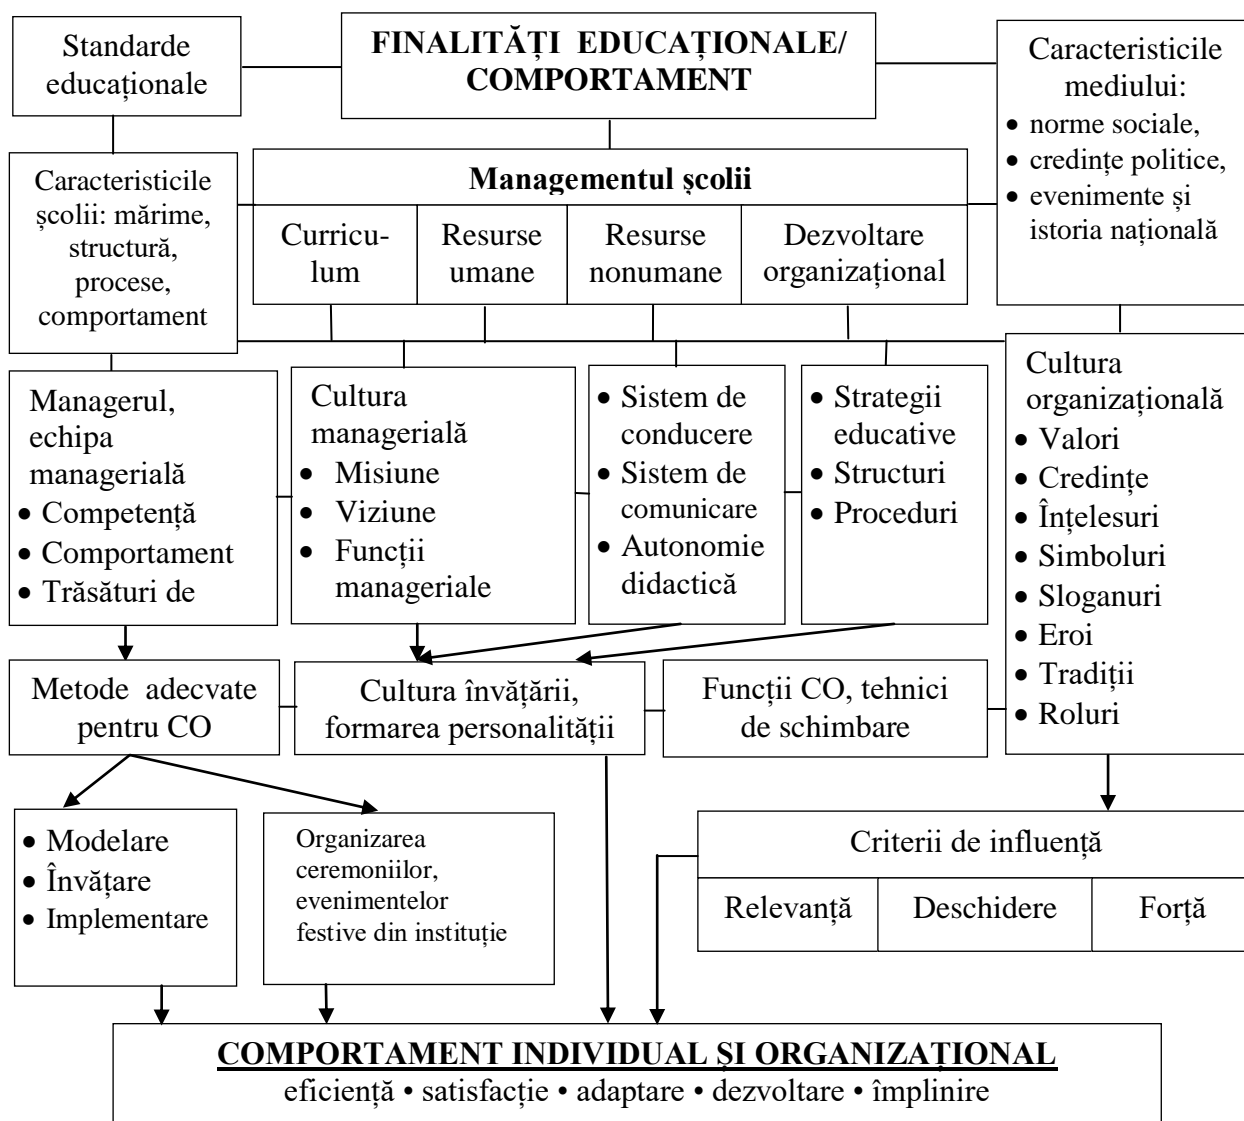 Standarde
educaționale
FINALITĂȚI EDUCAȚIONALE/
COMPORTAMENT
Caracteristicile
mediului:
• norme sociale,
• credințe politice,
• evenimente și
istoria națională
Caracteristicile
școlii: mărime,
structură,
procese,
comportament
Managementul școlii
Curricu-
lum
Resurse
umane
Resurse
nonumane
Dezvoltare
organizațional
Managerul,
echipa
managerială
• Competență
• Comportament
• Trăsături de
Cultura
managerială
• Misiune
• Viziune
• Funcții
manageriale
• Sistem de
conducere
• Sistem de
comunicare
• Autonomie
didactică
• Strategii
educative
• Structuri
• Proceduri
Cultura
organizațională
• Valori
• Credințe
• Înțelesuri
• Simboluri
• Sloganuri
• Eroi
• Tradiții
• Roluri
Metode adecvate
pentru CO
Cultura învățării,
formarea personalității
Funcții CO, tehnici
de schimbare
• Modelare
• Învățare
• Implementare
Organizarea
ceremoniilor,
evenimentelor
festive din instituție
Criterii de influență
Relevanță
Deschidere
Forță
COMPORTAMENT INDIVIDUAL ȘI ORGANIZAȚIONAL
eficiență • satisfacție • adaptare • dezvoltare • împlinire